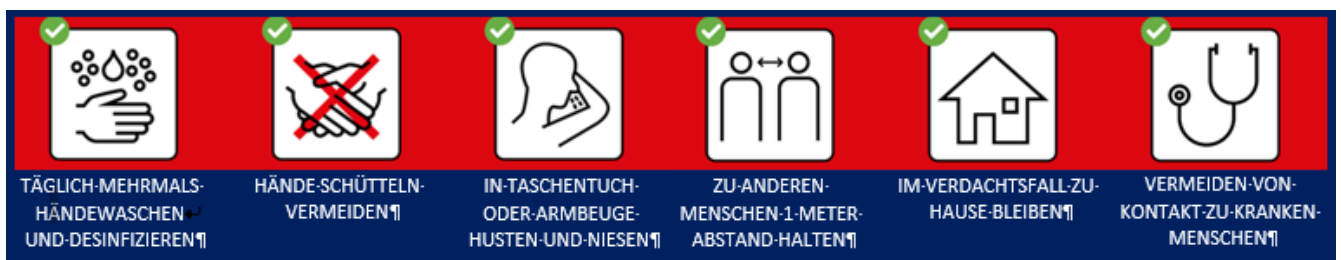 TÄGLICH·MEHRMALS·
HÄNDEWASCHEN↵
UND·DESINFIZIEREN¶
HÄNDE·SCHÜTTELN·
VERMEIDEN¶
IN·TASCHENTUCH·
ODER·ARMBEUGE·
HUSTEN·UND·NIESEN¶
ZU·ANDEREN·
MENSCHEN·1·METER·
ABSTAND·HALTEN¶
IM·VERDACHTSFALL·ZU·
HAUSE·BLEIBEN¶
VERMEIDEN·VON·
KONTAKT·ZU·KRANKEN·
MENSCHEN¶